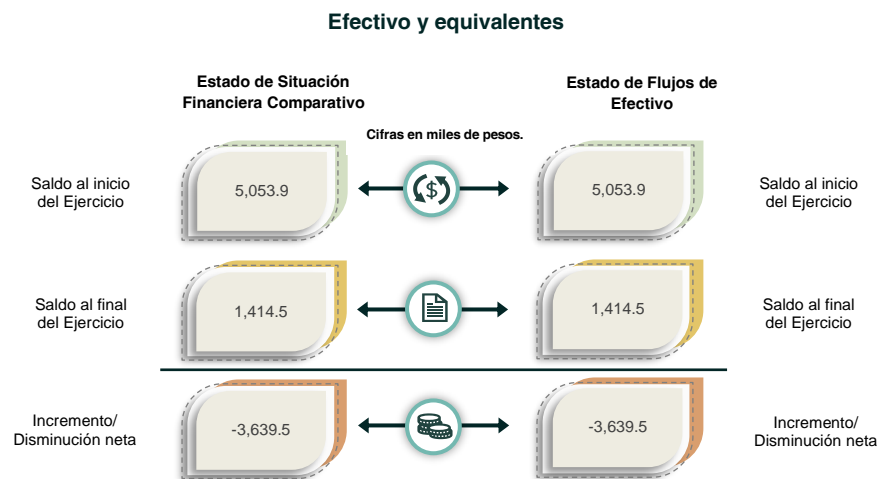 Efectivo y equivalentes
Estado de Situación
Financiera Comparativo
Estado de Flujos de
Efectivo
Cifras en miles de pesos.
Saldo al inicio
del Ejercicio
5,053.9
$
5,053.9
Saldo al inicio
del Ejercicio
Saldo al final
del Ejercicio
1,414.5
1,414.5
Saldo al final
del Ejercicio
Incremento/
Disminución neta
-3,639.5
-3,639.5
Incremento/
Disminución neta